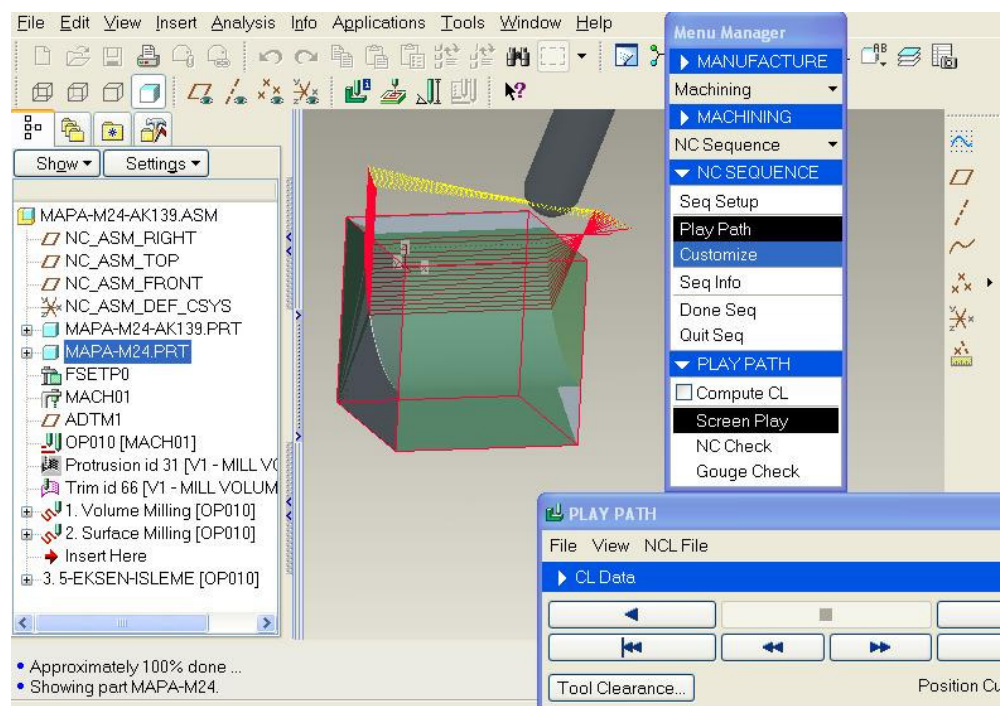 File Edit View Insert Analysis Info Applications Tools Window Help
Menu Manager
MANUFACTURE
Machining
MACHINING
NC Sequence
NC SEQUENCE
Seq Setup
Play Path
Customize
Seq Info
Done Seq
Quit Seq
PLAY PATH
Compute CL
Screen Play
NC Check
Gouge Check
Show Settings
MAPA-M24-AK139.ASM
NC_ASM_RIGHT
NC_ASM_TOP
NC_ASM_FRONT
NC_ASM_DEF_CSYS
MAPA-M24-AK139.PRT
MAPA-M24.PRT
FSETP0
MACH01
ADTM1
OP010 [MACH01]
Protrusion id 31 [V1 - MILL VO
Trim id 66 [V1 - MILL VOLUM
1. Volume Milling [OP010]
2. Surface Milling [OP010]
Insert Here
3. 5-EKSEN-ISLEME [OP010]
PLAY PATH
File View NCL File
CL Data
Tool Clearance...
Position Cu
• Approximately 100% done ...
• Showing part MAPA-M24.